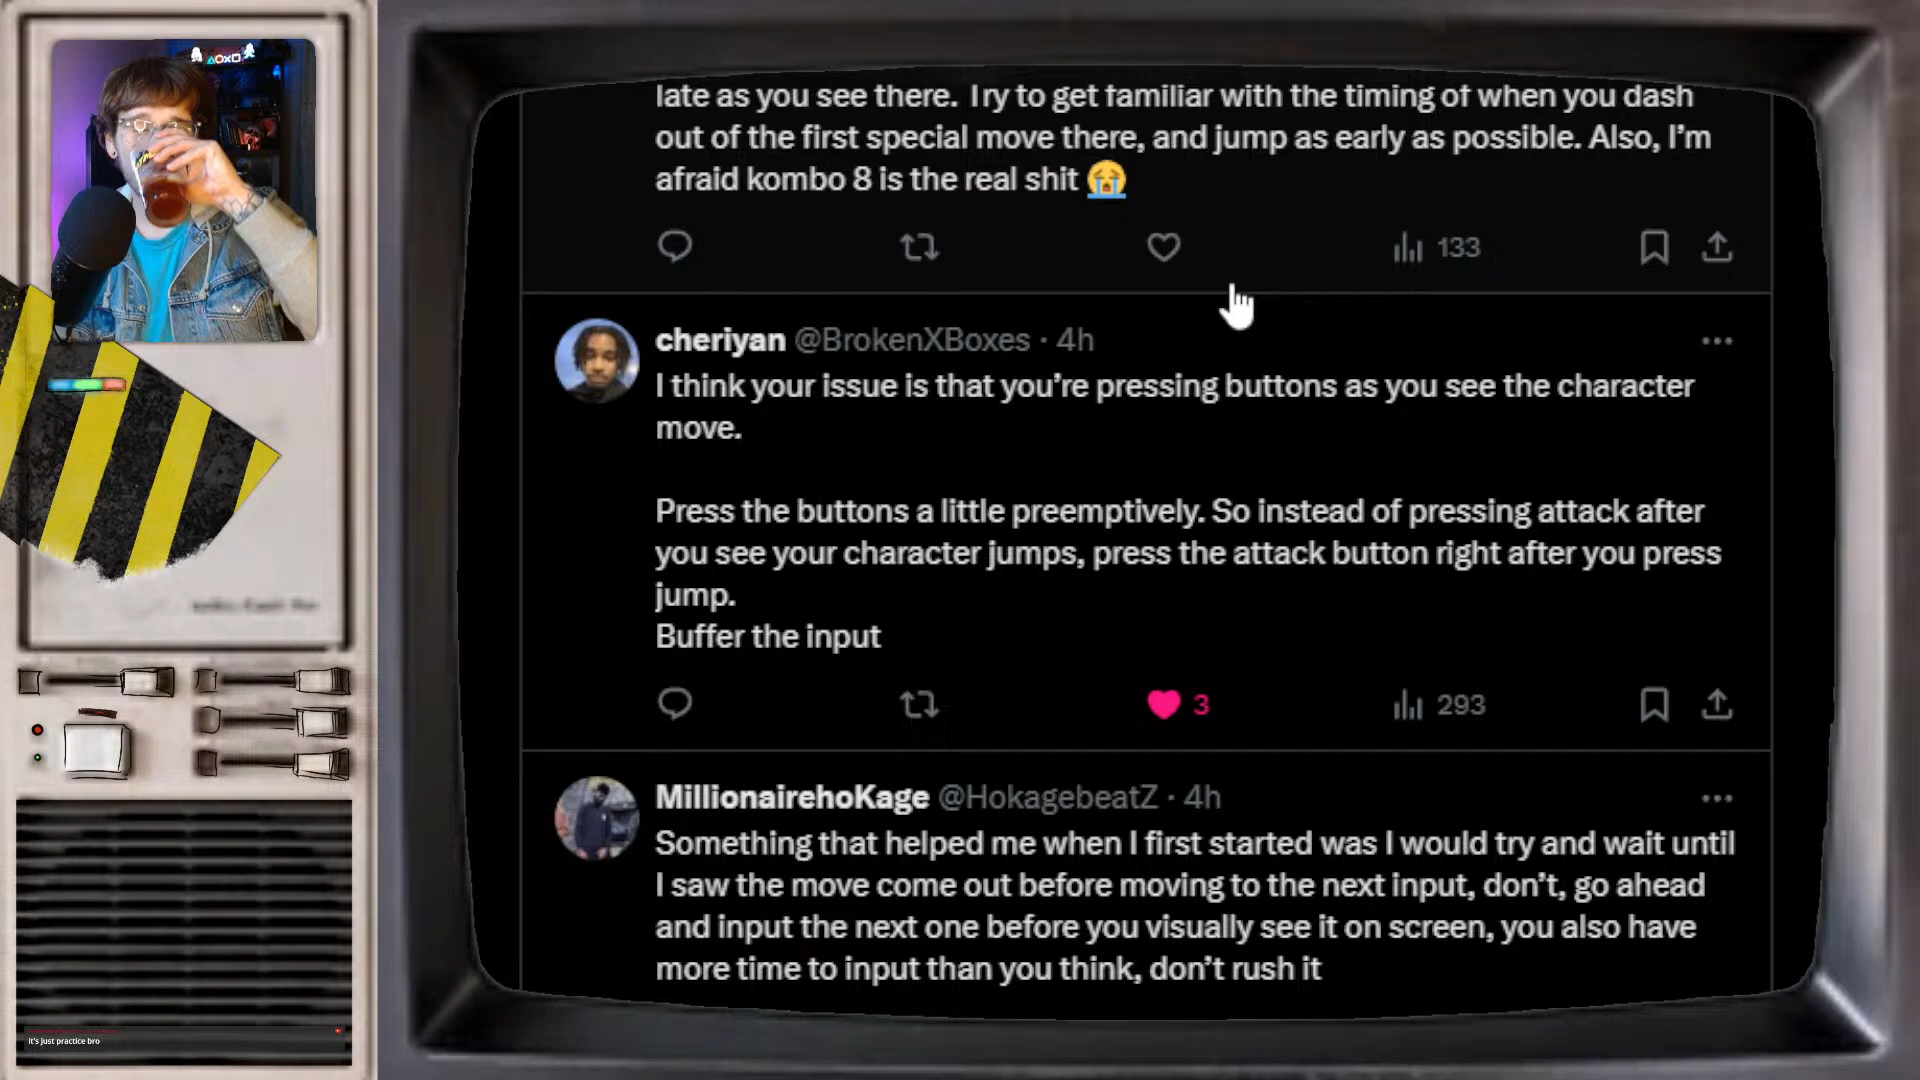 late as you see there. Try to get familiar with the timing of when you dash
out of the first special move there, and jump as early as possible. Also, I'm
afraid kombo 8 is the real shit 😭
133
cheriyan @BrokenXBoxes · 4h
I think your issue is that you're pressing buttons as you see the character
move.
Press the buttons a little preemptively. So instead of pressing attack after
you see your character jumps, press the attack button right after you press
jump.
Buffer the input
3 293
MillionairehoKage @HokagebeatZ · 4h
Something that helped me when I first started was I would try and wait until
I saw the move come out before moving to the next input, don't, go ahead
and input the next one before you visually see it on screen, you also have
more time to input than you think, don't rush it
it's just practice bro